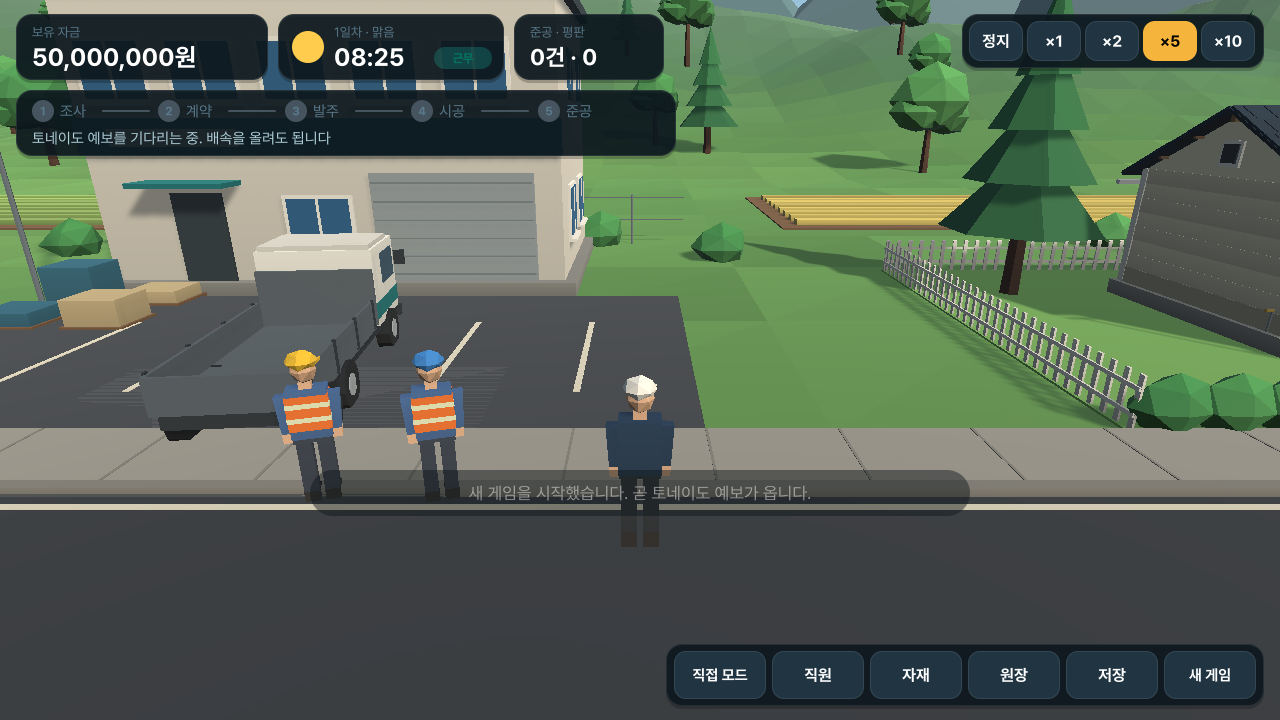 보유 자금
50,000,000원
1일차 · 맑음
08:25
근무
준공 · 평판
0건 · 0
정지
×1
×2
×5
×10
1 조사
2 계약
3 발주
4 시공
5 준공
토네이도 예보를 기다리는 중. 배속을 올려도 됩니다
새 게임을 시작했습니다. 곧 토네이도 예보가 옵니다.
직접 모드
직원
자재
원장
저장
새 게임